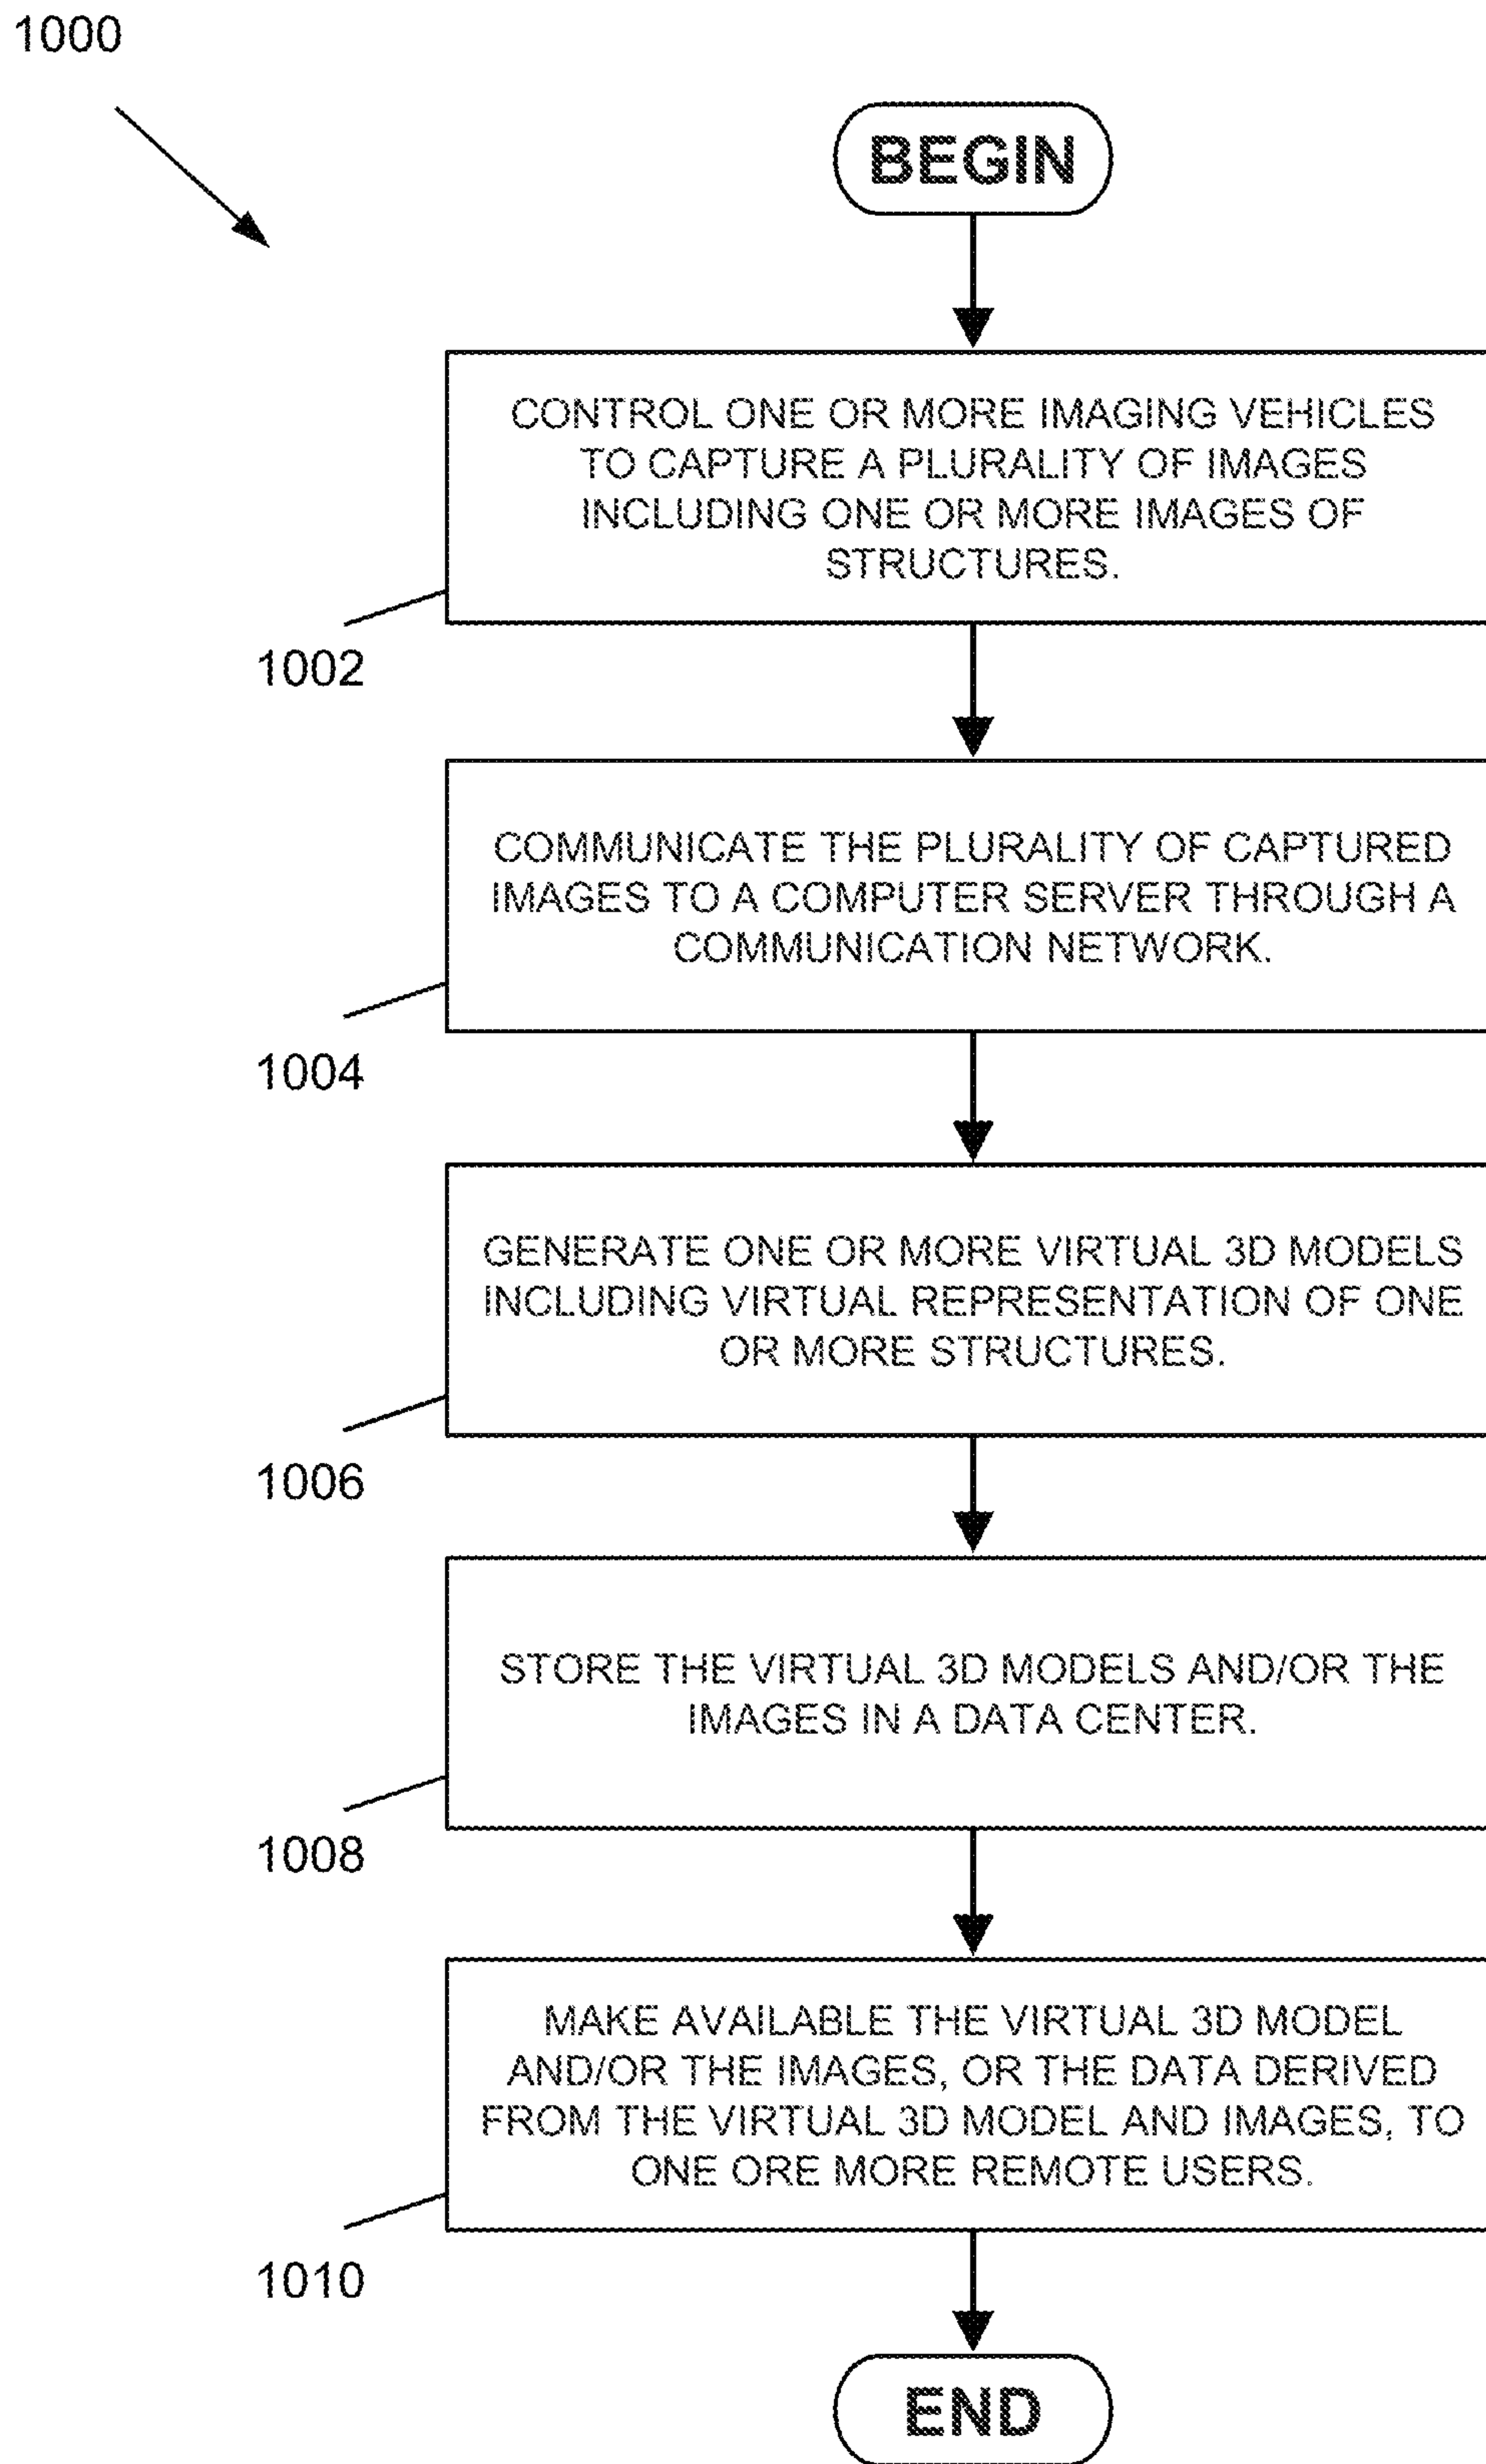 1000
BEGIN
CONTROL ONE OR MORE IMAGING VEHICLES
TO CAPTURE A PLURALITY OF IMAGES
INCLUDING ONE OR MORE IMAGES OF
STRUCTURES.
1002
COMMUNICATE THE PLURALITY OF CAPTURED
IMAGES TO A COMPUTER SERVER THROUGH A
COMMUNICATION NETWORK.
1004
GENERATE ONE OR MORE VIRTUAL 3D MODELS
INCLUDING VIRTUAL REPRESENTATION OF ONE
OR MORE STRUCTURES.
1006
STORE THE VIRTUAL 3D MODELS AND/OR THE
IMAGES IN A DATA CENTER.
1008
MAKE AVAILABLE THE VIRTUAL 3D MODEL
AND/OR THE IMAGES, OR THE DATA DERIVED
FROM THE VIRTUAL 3D MODEL AND IMAGES, TO
ONE ORE MORE REMOTE USERS.
1010
END